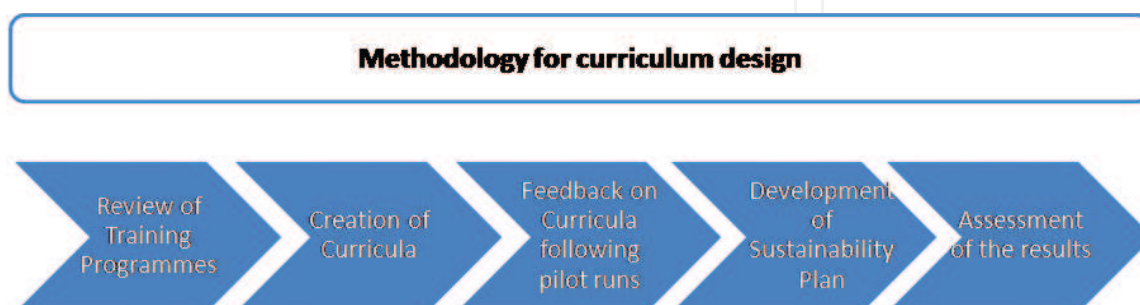 Methodology for curriculum design
Review of
Training
Programmes
Creation of
Curricula
Feedback on
Curricula
following
pilot runs
Development
of
Sustainability
Plan
Assessment
of the results